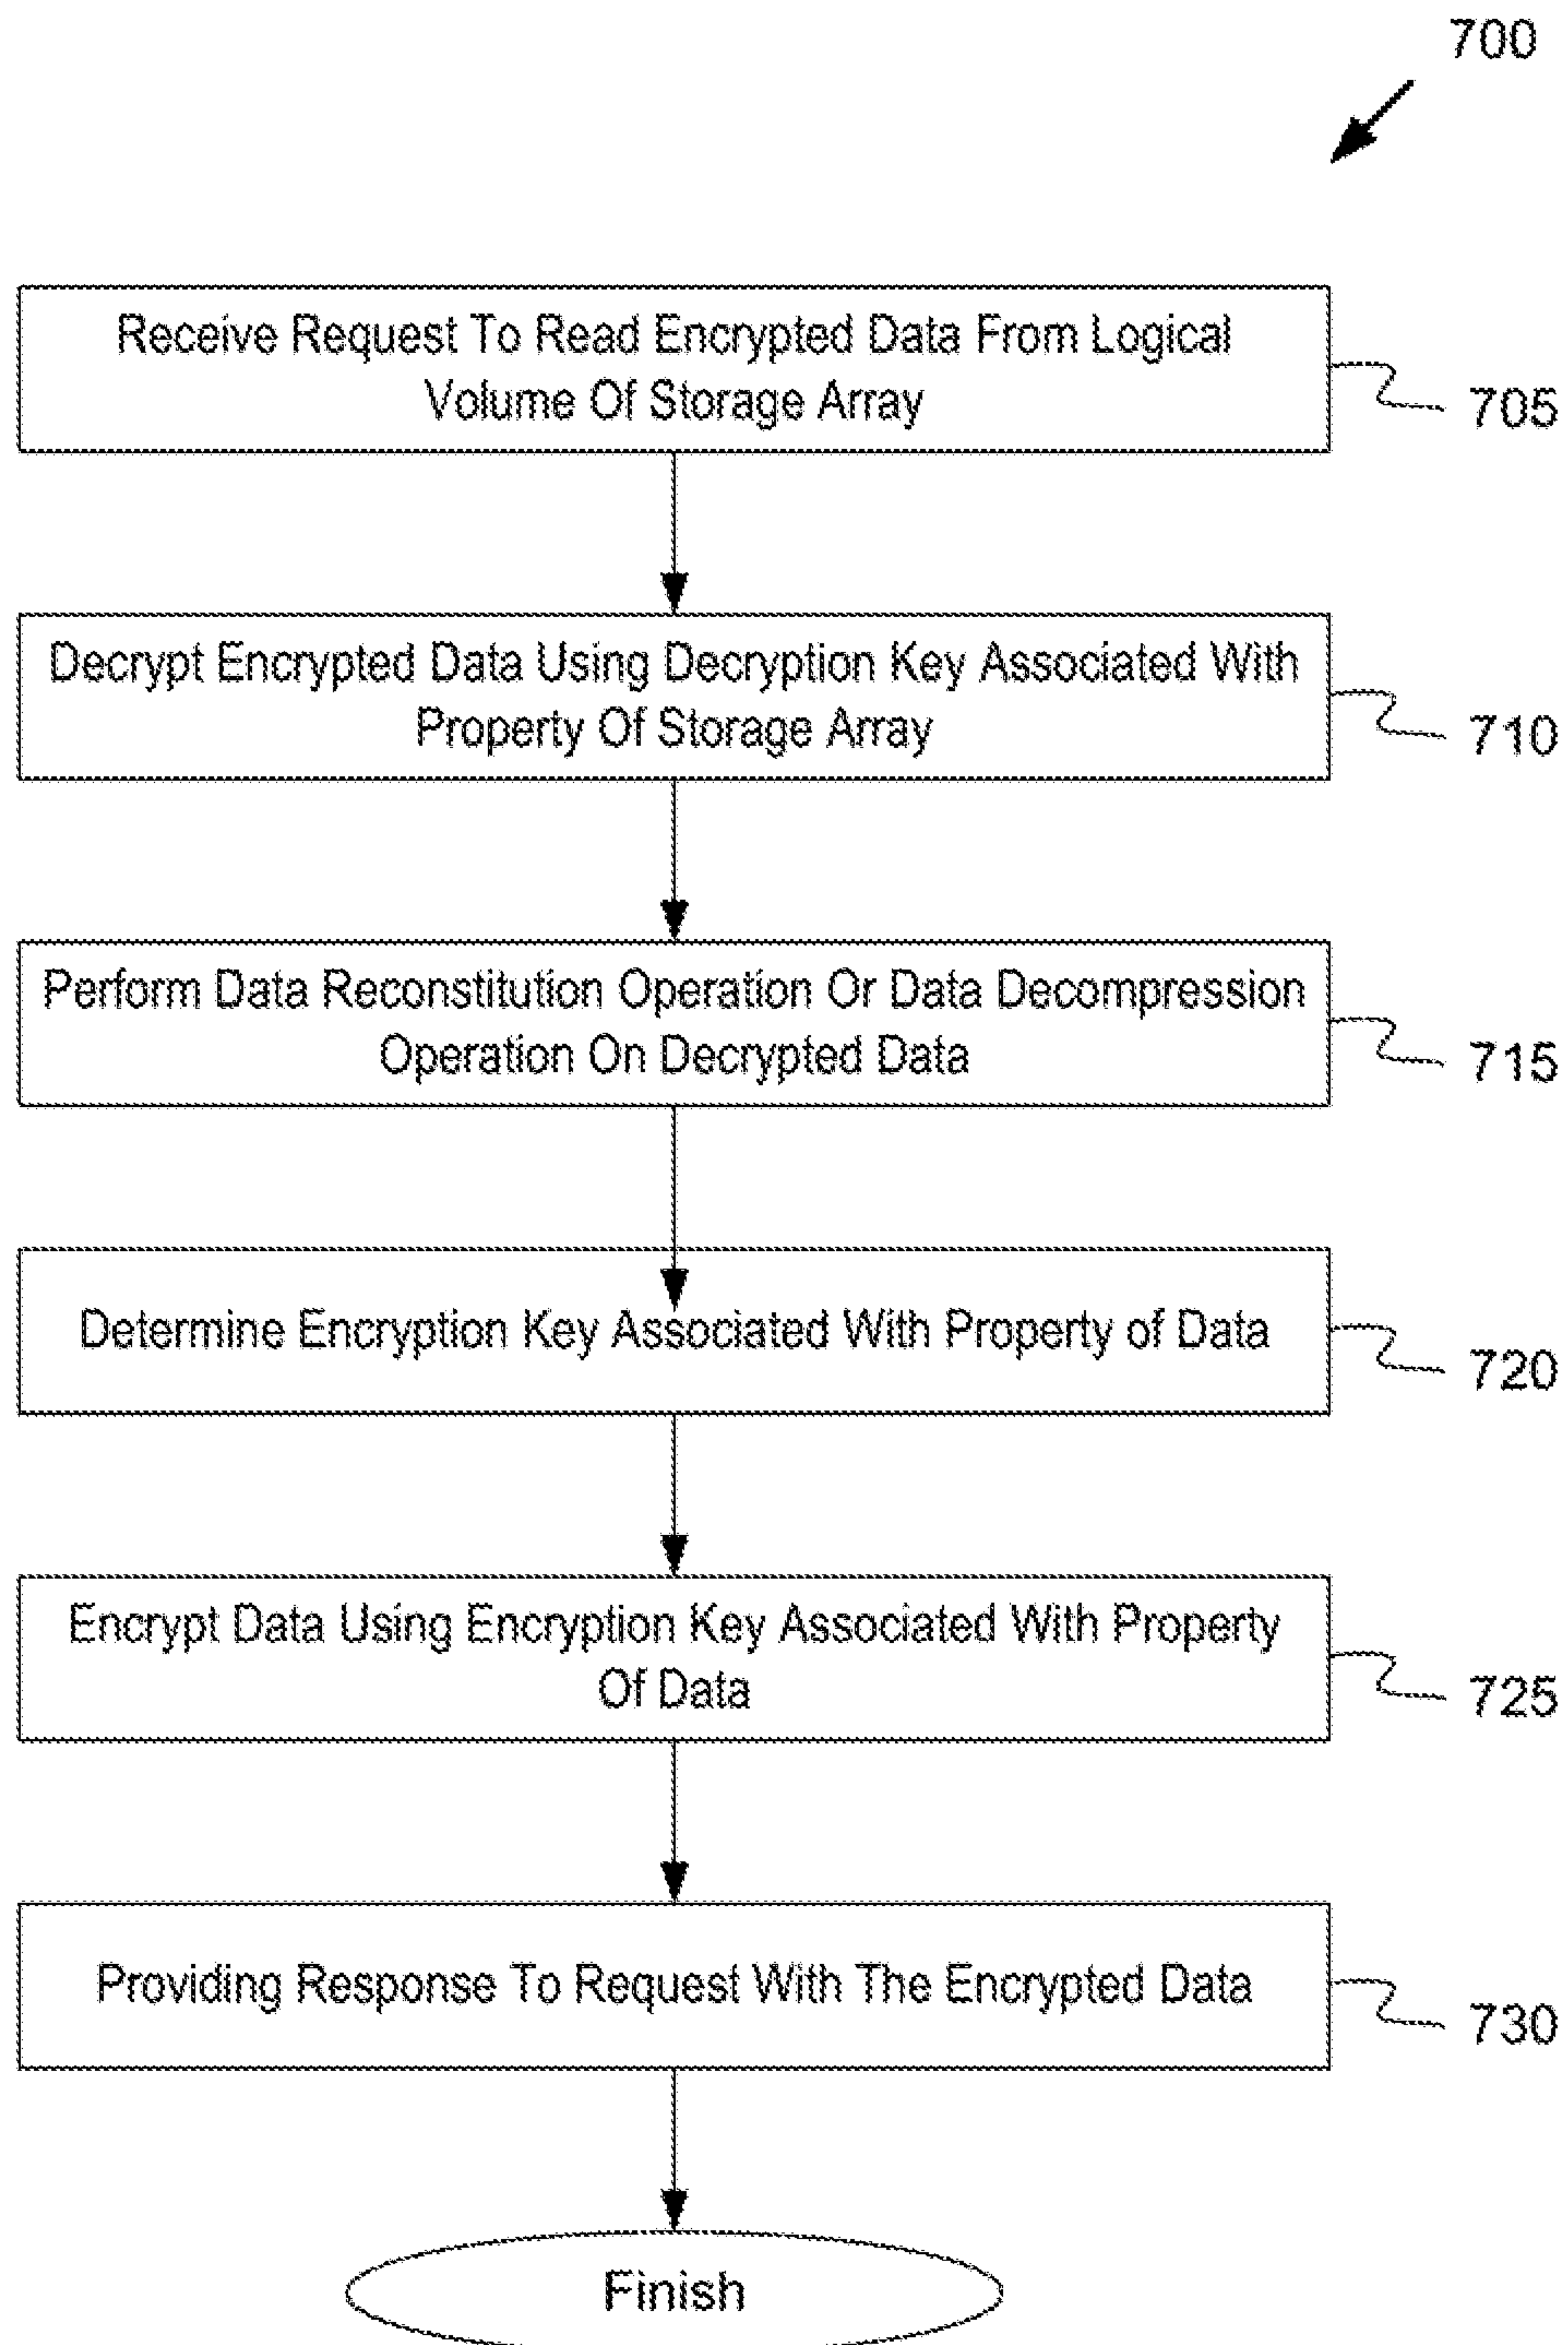 700
Receive Request To Read Encrypted Data From Logical
Volume Of Storage Array
705
Decrypt Encrypted Data Using Decryption Key Associated With
Property Of Storage Array
710
Perform Data Reconstitution Operation Or Data Decompression
Operation On Decrypted Data
715
Determine Encryption Key Associated With Property of Data
720
Encrypt Data Using Encryption Key Associated With Property
Of Data
725
Providing Response To Request With The Encrypted Data
730
Finish